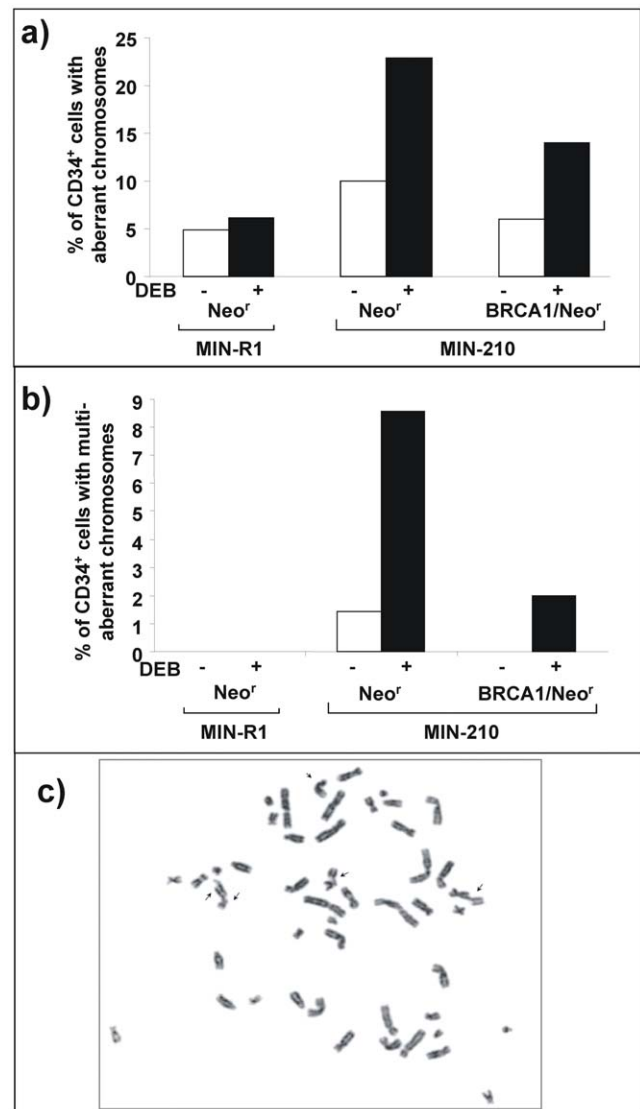 a)
% of CD34⁺ cells with
aberrant chromosomes
25
20
15
10
5
0
DEB - + - + - +
Neoʳ Neoʳ BRCA1/Neoʳ
MIN-R1 MIN-210
b)
% of CD34⁺ cells with multi-
aberrant chromosomes
9
8
7
6
5
4
3
2
1
0
DEB - + - + - +
Neoʳ Neoʳ BRCA1/Neoʳ
MIN-R1 MIN-210
c)